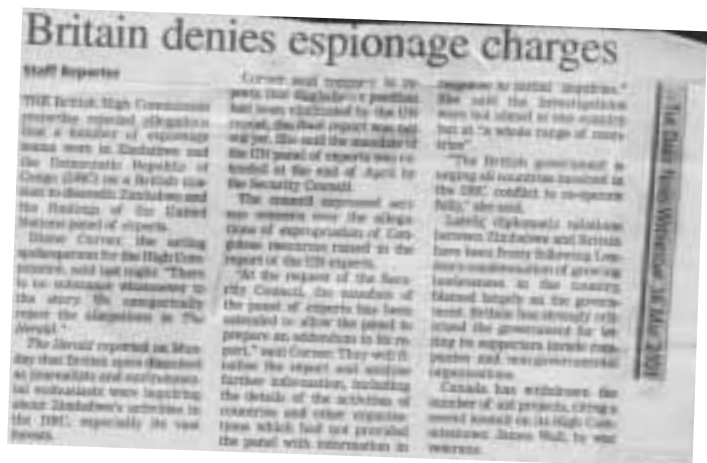 Britain denies espionage charges
Staff Reporter
THE British High Commission
yesterday rejected allegations
that a number of espionage
teams were in Zimbabwe and
the Democratic Republic of
Congo (DRC) on a British
the findings of the United
Nations panel of experts.
Diane Corner, the acting
spokesperson for the High Com-
mission, said last night: "There
is no substance whatsoever to
the story. We categorically
reject the allegations in The
Herald."
The Herald reported on Mon-
day that British spies disguised
as journalists and environmen-
tal enthusiasts were inquiring
about Zimbabwe's activities in
the DRC, especially its vast
forests.
Corner said contrary to re-
ports that
had been vindicated by the UN
report, the final report was not
out yet. She said the mandate of
the UN panel of experts was ex-
tended at the end of April by
the Security Council.
The council expressed seri-
ous concern over the allega-
tions of expropriation of Con-
golese resources raised in the
report of the UN experts.
"At the request of the Secu-
rity Council, the mandate of
the panel of experts has been
extended to allow the panel to
prepare an addendum to its re-
port," said Corner. They will
the report and analyse
further information, including
the details of the activities of
countries and other organisa-
tions which had not provided
the panel with information in
response to initial inquiries."
She said the investigations
were not aimed at one country
but at "a whole range of coun-
tries".
"The British government is
urging all countries involved in
the DRC conflict to co-operate
fully," she said.
Lately, diplomatic relations
between Zimbabwe and Britain
have been frosty following Lon-
don's condemnation of growing
lawlessness in the country,
blamed largely on the govern-
ment. Britain has strongly crit-
icised the government for let-
ting its supporters invade com-
panies and non-governmental
organisations.
Canada has withdrawn the
number of aid projects, citing a
assault on its High Com-
missioner, James Wall, by war
veterans.
The Daily News Wednesday 16 May 2001